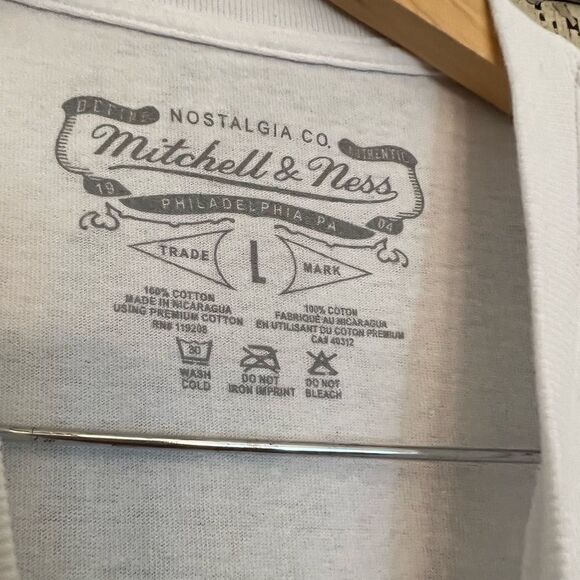 NOSTALGIA CO.
AUTHENTIC
Mitchell & Ness
19 PHILADELPHIA PA 04
TRADE L MARK
100% COTTON
MADE IN NICARAGUA
USING PREMIUM COTTON
RN# 119208
100% COTON
FABRIQUÉ AU NICARAGUA
EN UTILISANT DU COTON PREMIUM
CA# 40312
30
WASH
COLD
DO NOT
IRON IMPRINT
DO NOT
BLEACH